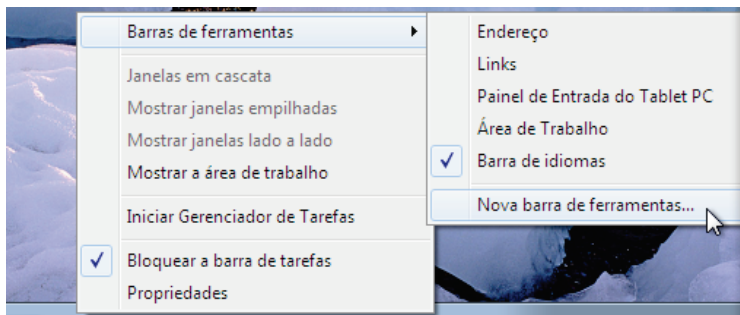 Barras de ferramentas
Janelas em cascata
Mostrar janelas empilhadas
Mostrar janelas lado a lado
Mostrar a área de trabalho
Iniciar Gerenciador de Tarefas
Bloquear a barra de tarefas
Propriedades
Endereço
Links
Painel de Entrada do Tablet PC
Área de Trabalho
Barra de idiomas
Nova barra de ferramentas...